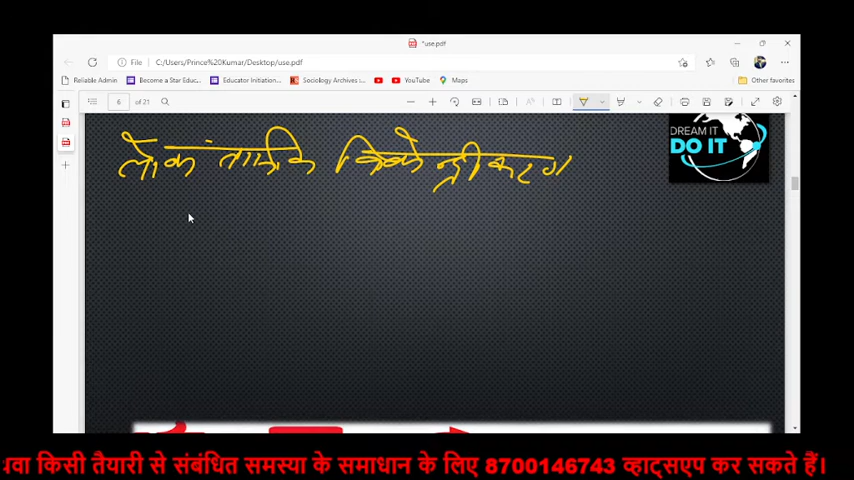 *use.pdf
File C:/Users/Prince%20Kumar/Desktop/use.pdf
Reliable Admin Become a Star Educ... Educator Initiation... Sociology Archives |... YouTube Maps Other favorites
6 of 21
DREAM IT
DO IT
लोकतांत्रिक विकेन्द्रीकरण
भवा किसी तैयारी से संबंधित समस्या के समाधान के लिए 8700146743 व्हाट्सएप कर सकते हैं।